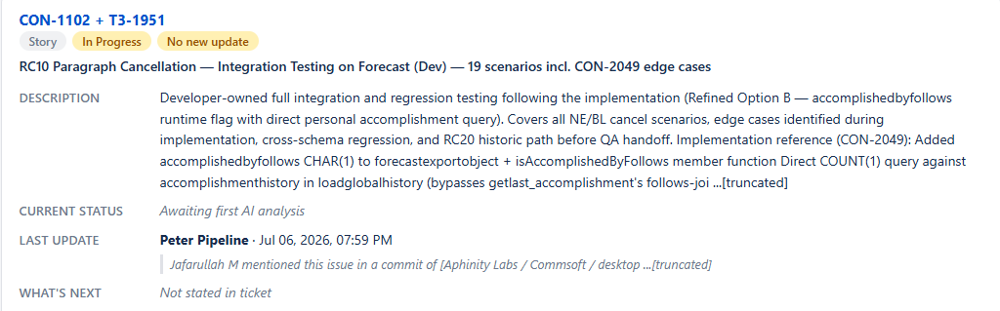 CON-1102 + T3-1951
Story In Progress No new update
RC10 Paragraph Cancellation — Integration Testing on Forecast (Dev) — 19 scenarios incl. CON-2049 edge cases
DESCRIPTION Developer-owned full integration and regression testing following the implementation (Refined Option B — accomplishedbyfollows
runtime flag with direct personal accomplishment query). Covers all NE/BL cancel scenarios, edge cases identified during
implementation, cross-schema regression, and RC20 historic path before QA handoff. Implementation reference (CON-2049): Added
accomplishedbyfollows CHAR(1) to forecastexportobject + isAccomplishedByFollows member function Direct COUNT(1) query against
accomplishmenthistory in loadglobalhistory (bypasses getlast_accomplishment's follows-joi ...[truncated]
CURRENT STATUS Awaiting first AI analysis
LAST UPDATE Peter Pipeline · Jul 06, 2026, 07:59 PM
Jafarullah M mentioned this issue in a commit of [Aphinity Labs / Commsoft / desktop ...[truncated]
WHAT'S NEXT Not stated in ticket